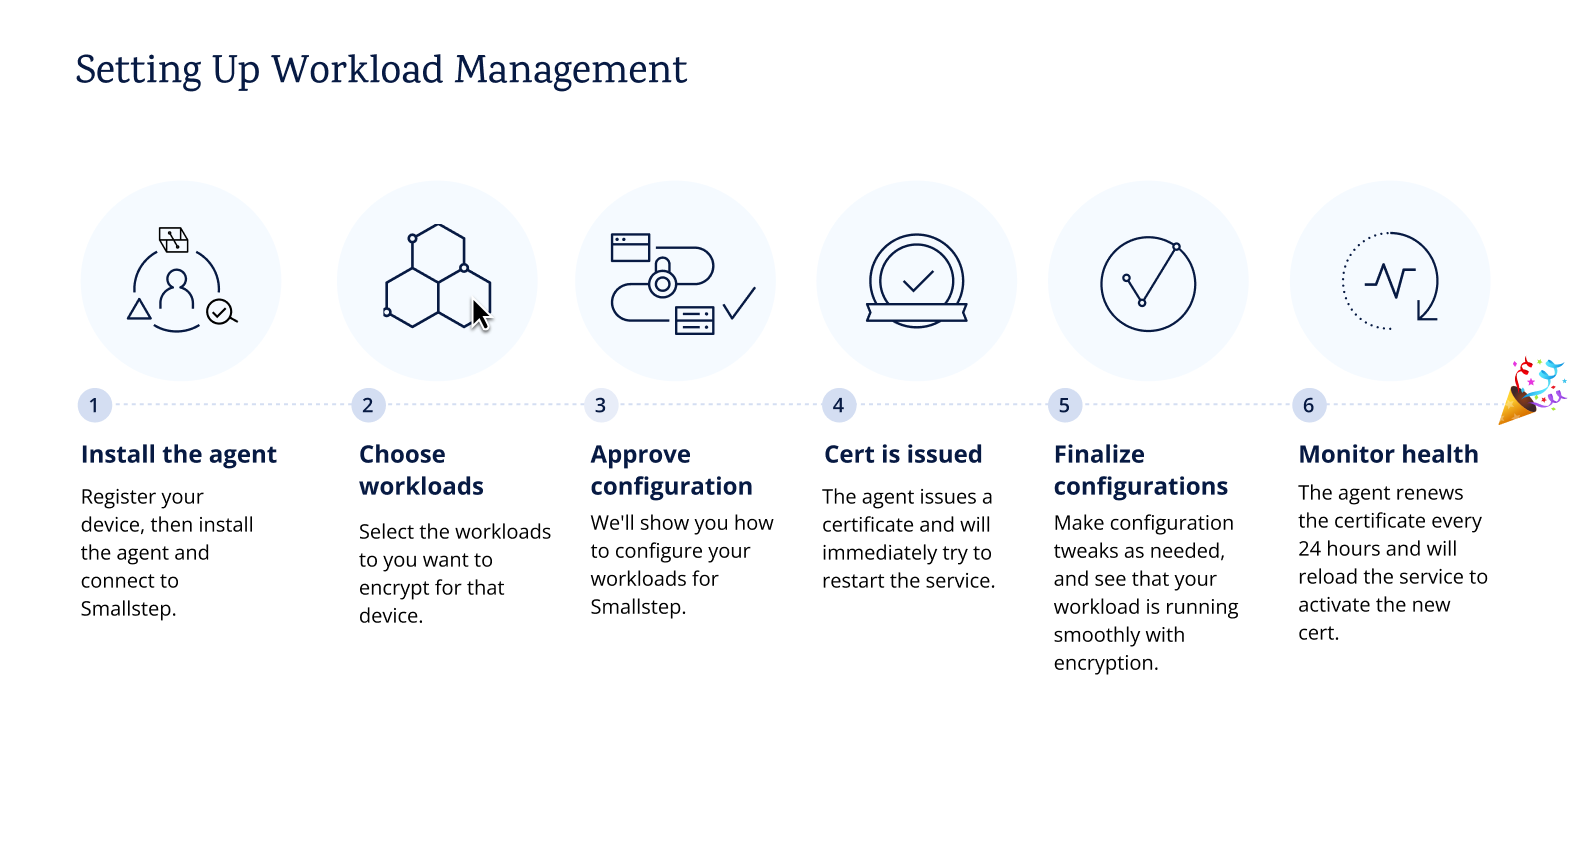 Setting Up Workload Management
1
Install the agent
Register your
device, then install
the agent and
connect to
Smallstep.
2
Choose
workloads
Select the workloads
to you want to
encrypt for that
device.
3
Approve
configuration
We'll show you how
to configure your
workloads for
Smallstep.
4
Cert is issued
The agent issues a
certificate and will
immediately try to
restart the service.
5
Finalize
configurations
Make configuration
tweaks as needed,
and see that your
workload is running
smoothly with
encryption.
6
Monitor health
The agent renews
the certificate every
24 hours and will
reload the service to
activate the new
cert.